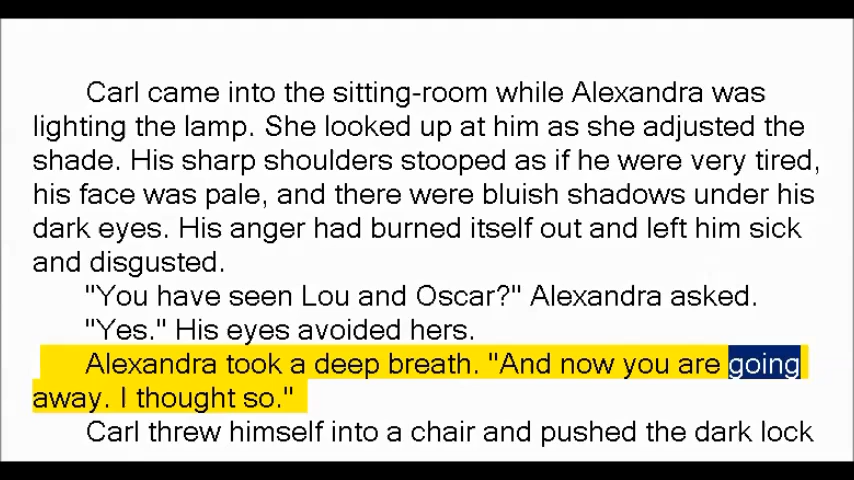 Carl came into the sitting-room while Alexandra was
lighting the lamp. She looked up at him as she adjusted the
shade. His sharp shoulders stooped as if he were very tired,
his face was pale, and there were bluish shadows under his
dark eyes. His anger had burned itself out and left him sick
and disgusted.
"You have seen Lou and Oscar?" Alexandra asked.
"Yes." His eyes avoided hers.
Alexandra took a deep breath. "And now you are going
away. I thought so."
Carl threw himself into a chair and pushed the dark lock